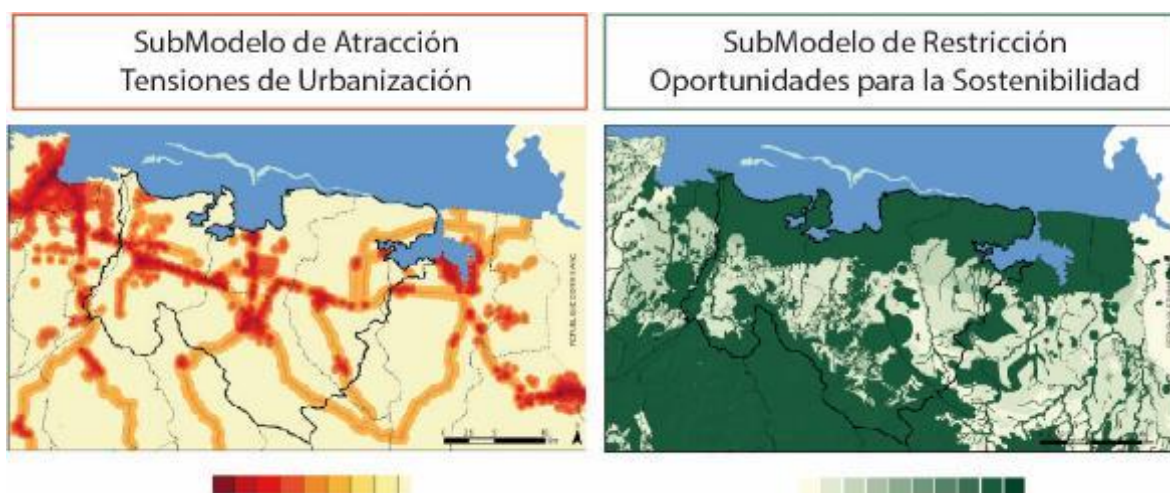 SubModelo de Atracción
Tensiones de Urbanización
SubModelo de Restricción
Oportunidades para la Sostenibilidad